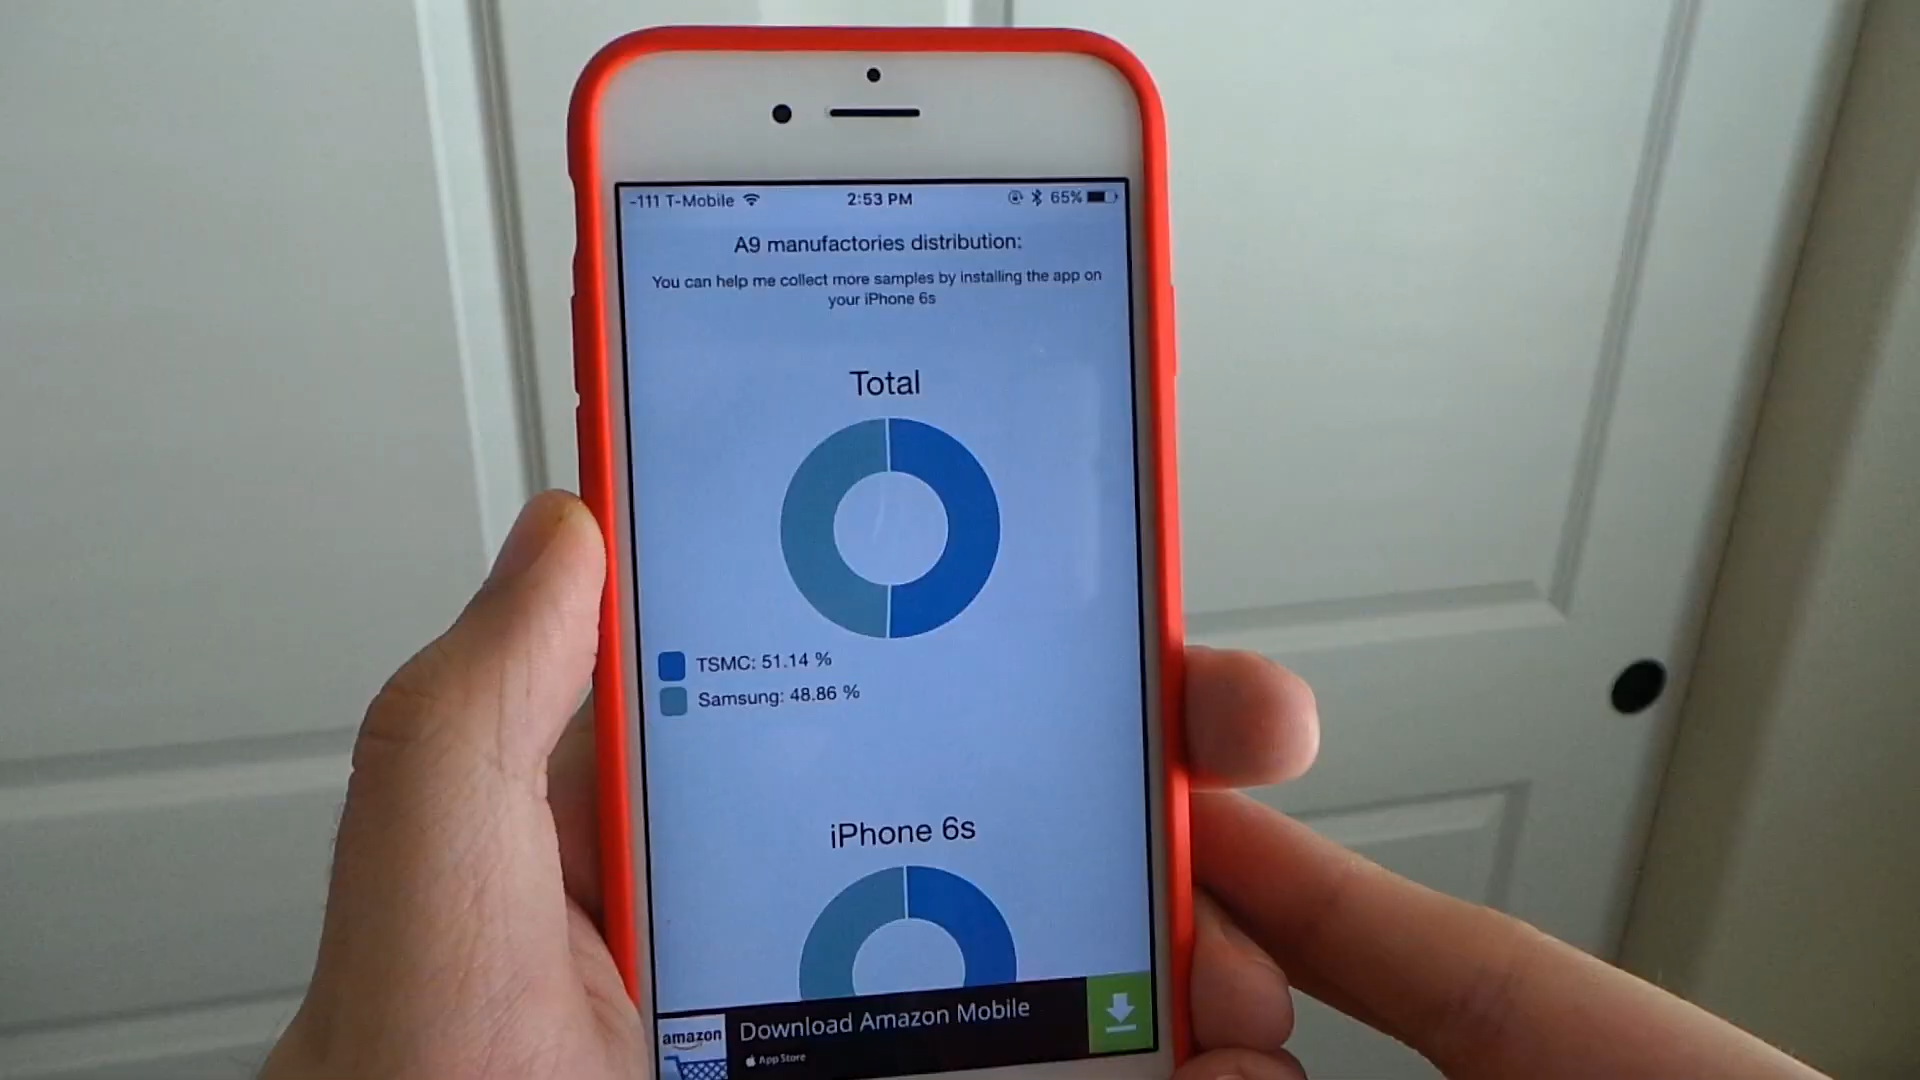 -111 T-Mobile 2:53 PM 65%
A9 manufactories distribution:
You can help me collect more samples by installing the app on
your iPhone 6s
Total
TSMC: 51.14 %
Samsung: 48.86 %
iPhone 6s
amazon
Download Amazon Mobile
App Store